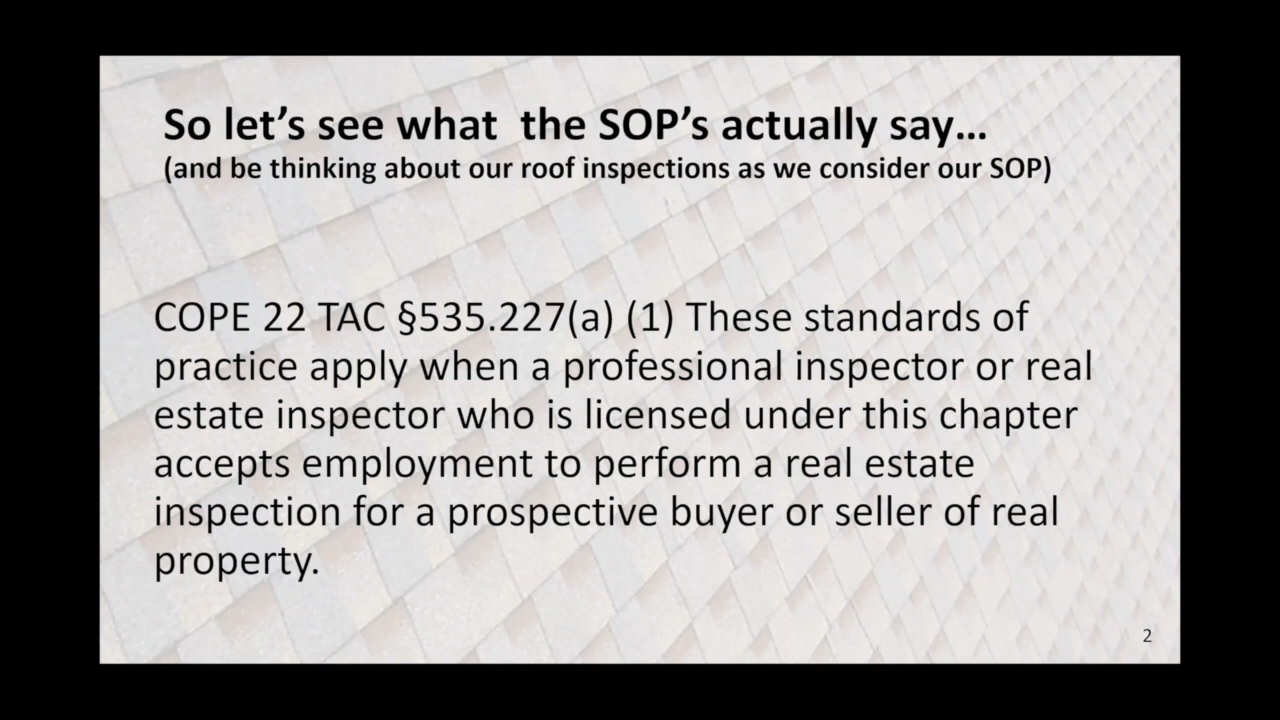 So let’s see what  the SOP’s actually say…
(and be thinking about our roof inspections as we consider our SOP)
COPE 22 TAC §535.227(a) (1) These standards of
practice apply when a professional inspector or real
estate inspector who is licensed under this chapter
accepts employment to perform a real estate
inspection for a prospective buyer or seller of real
property.
2